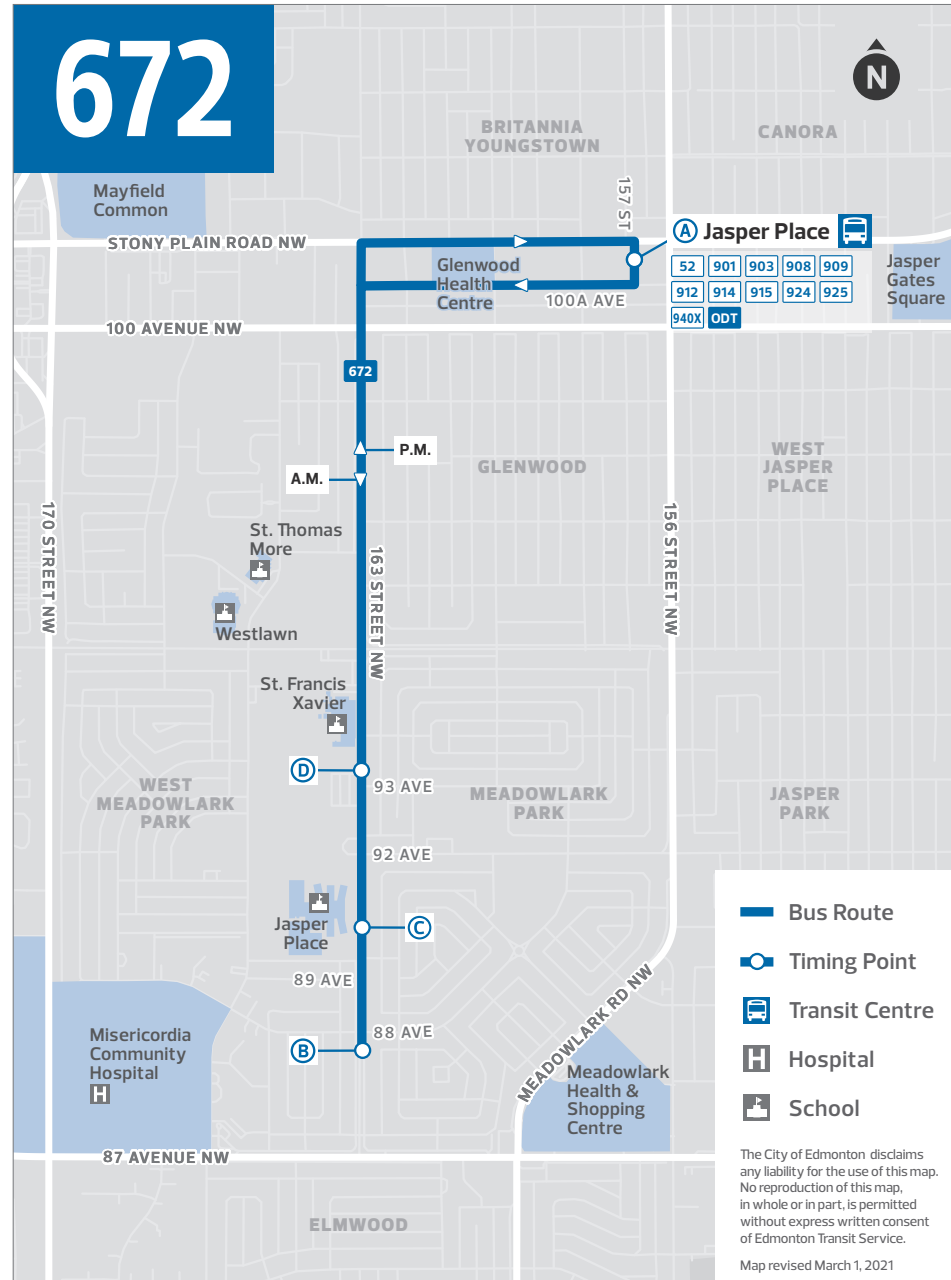 672
N
BRITANNIA
YOUNGSTOWN
CANORA
Mayfield
Common
157 ST
STONY PLAIN ROAD NW
A Jasper Place
52 901 903 908 909
912 914 915 924 925
940X ODT
Jasper
Gates
Square
Glenwood
Health
Centre
100A AVE
100 AVENUE NW
672
P.M.
A.M.
GLENWOOD
WEST
JASPER
PLACE
170 STREET NW
163 STREET NW
156 STREET NW
St. Thomas
More
Westlawn
St. Francis
Xavier
D
93 AVE
WEST
MEADOWLARK
PARK
MEADOWLARK
PARK
JASPER
PARK
92 AVE
Jasper
Place
C
89 AVE
88 AVE
B
MEADOWLARK RD NW
Misericordia
Community
Hospital
H
Meadowlark
Health &
Shopping
Centre
87 AVENUE NW
ELMWOOD
Bus Route
Timing Point
Transit Centre
H Hospital
School
The City of Edmonton disclaims
any liability for the use of this map.
No reproduction of this map,
in whole or in part, is permitted
without express written consent
of Edmonton Transit Service.
Map revised March 1, 2021